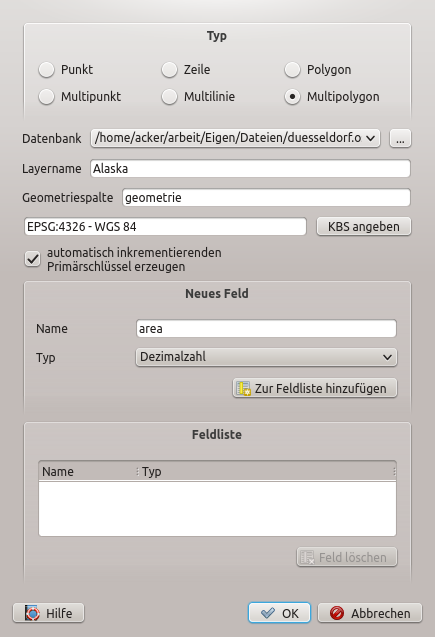 Typ
Punkt Zeile Polygon
Multipunkt Multilinie Multipolygon
Datenbank /home/acker/arbeit/Eigen/Dateien/duesseldorf.o ...
Layername Alaska
Geometriespalte geometrie
EPSG:4326 - WGS 84 KBS angeben
automatisch inkrementierenden
Primärschlüssel erzeugen
Neues Feld
Name area
Typ Dezimalzahl
Zur Feldliste hinzufügen
Feldliste
Name Typ
Feld löschen
Hilfe OK Abbrechen